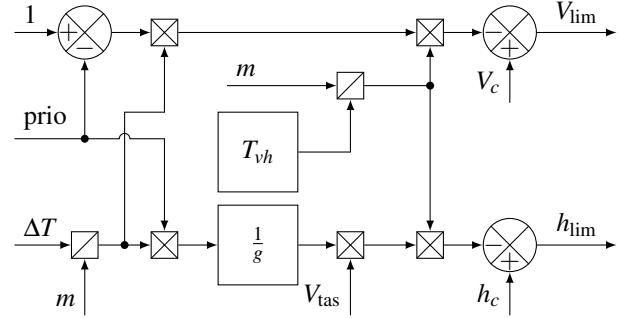 1
+
−
−
+
V_lim
V_c
m
prio
T_vh
ΔT
1/g
−
+
h_lim
m
V_tas
h_c